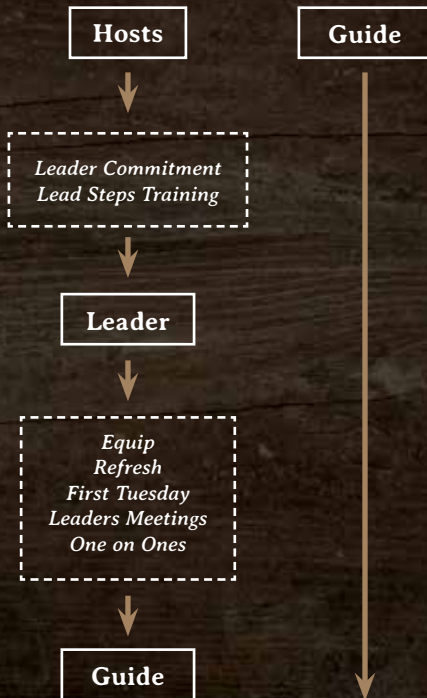 Hosts
Guide
Leader Commitment
Lead Steps Training
Leader
Equip
Refresh
First Tuesday
Leaders Meetings
One on Ones
Guide